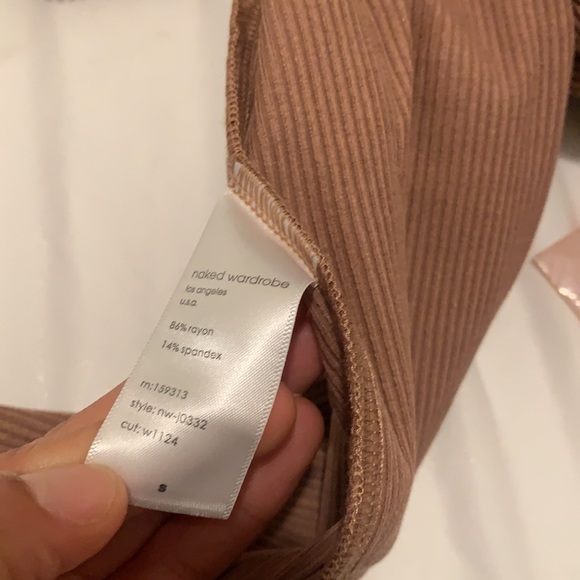 naked wardrobe
los angeles
u.s.a.
86% rayon
14% spandex
rn:159313
style: nw-j0332
cut: w1124
s